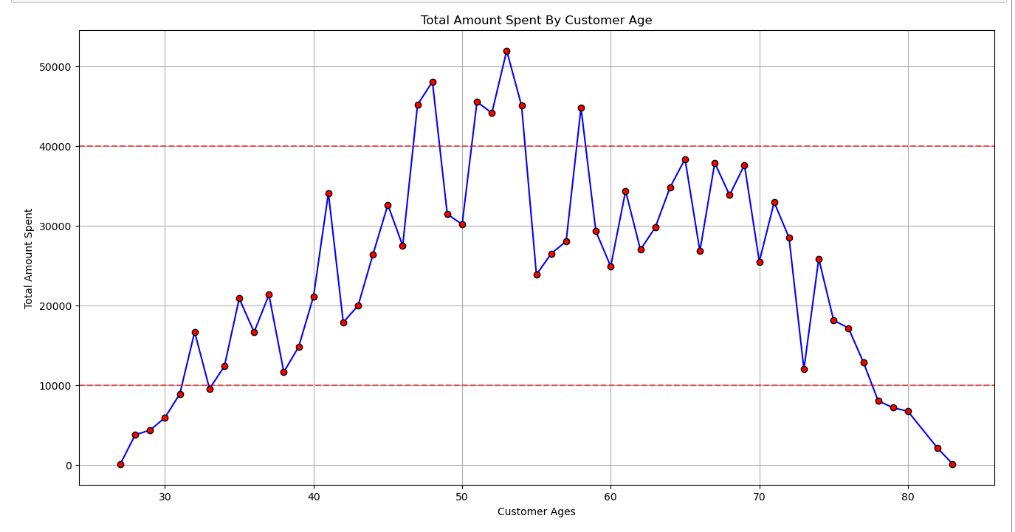 Total Amount Spent By Customer Age
Total Amount Spent
50000
40000
30000
20000
10000
0
30 40 50 60 70 80
Customer Ages